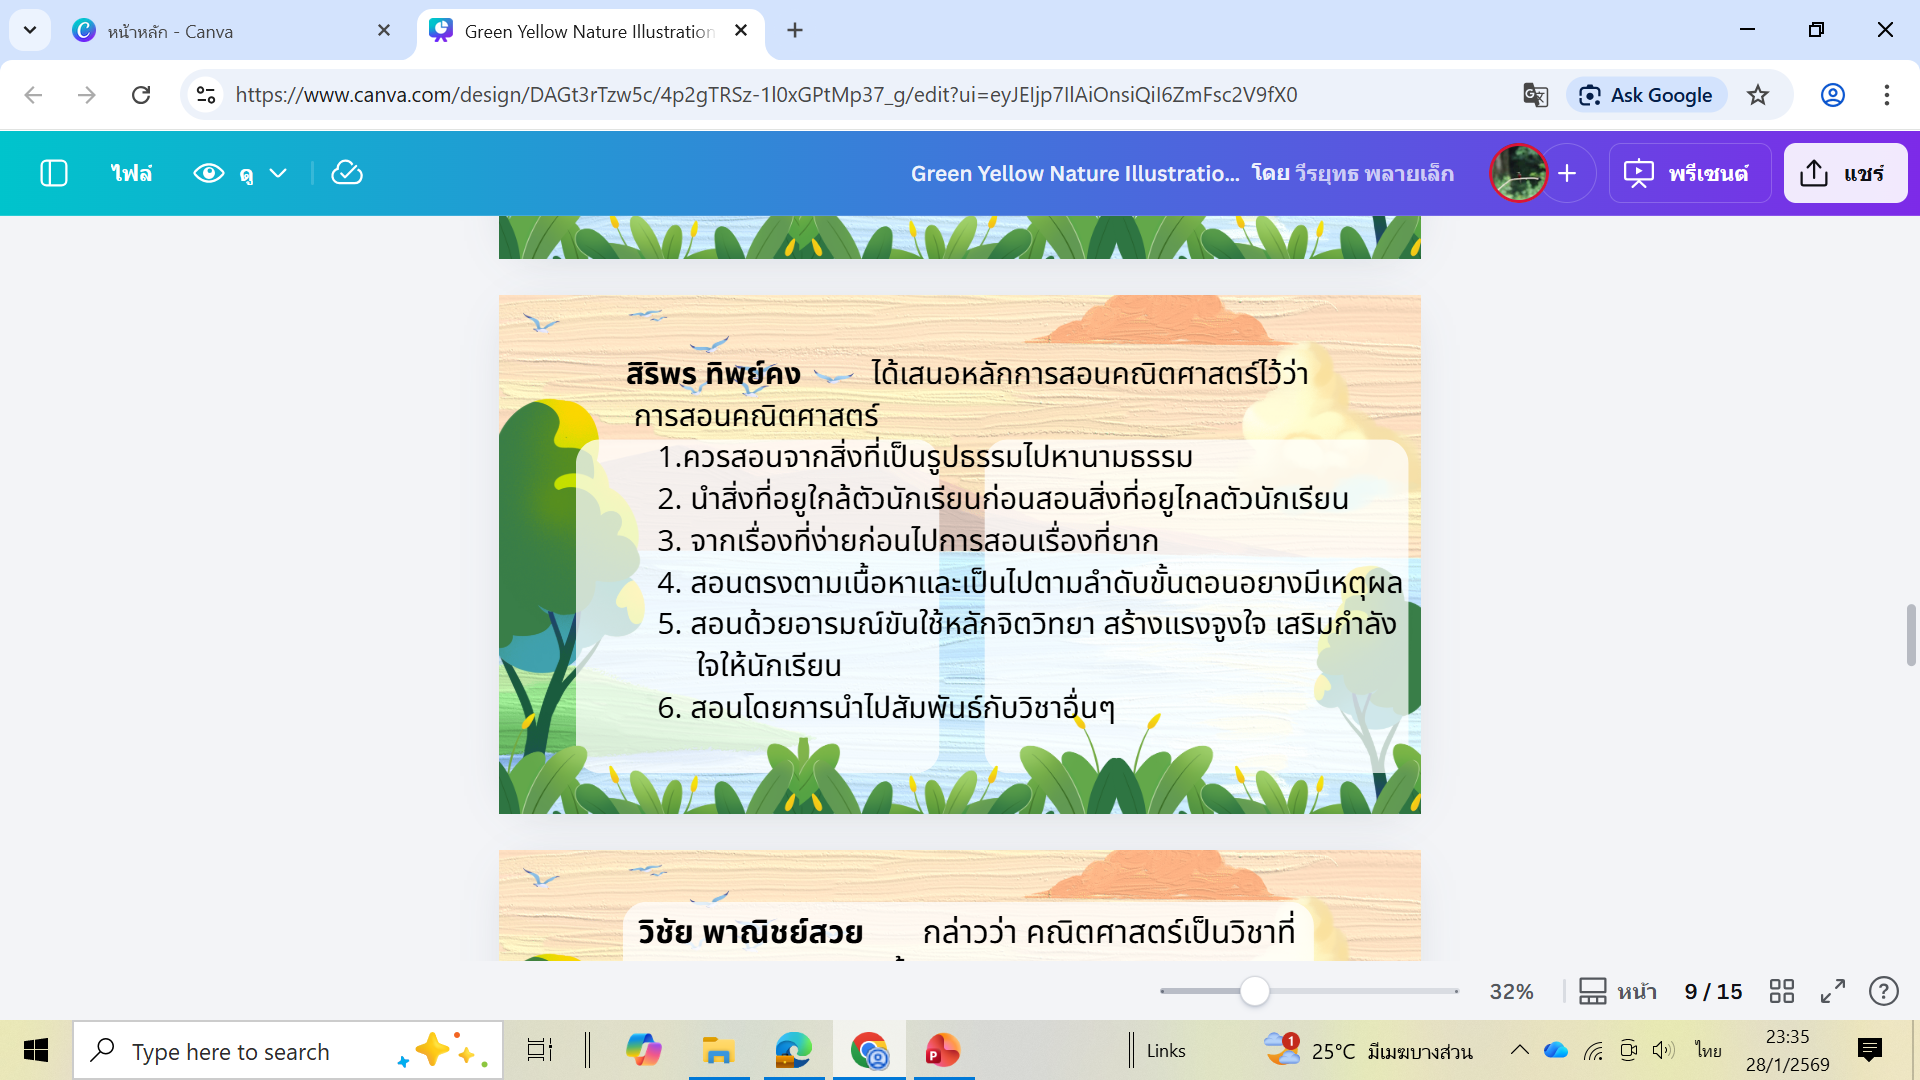 หน้าหลัก - Canva
Green Yellow Nature Illustration
https://www.canva.com/design/DAGt3rTzw5c/4p2gTRSz-1l0xGPtMp37_g/edit?ui=eyJEIjp7IlAiOnsiQiI6ZmFsc2V9fX0
Ask Google
ไฟล์
ดู
Green Yellow Nature Illustratio... โดย วีรยุทธ พลายเล็ก
พรีเซนต์
แชร์
สิริพร ทิพย์คง ได้เสนอหลักการสอนคณิตศาสตร์ไว้ว่า
การสอนคณิตศาสตร์
1.ควรสอนจากสิ่งที่เป็นรูปธรรมไปหานามธรรม
2. นำสิ่งที่อยู่ใกล้ตัวนักเรียนก่อนสอนสิ่งที่อยู่ไกลตัวนักเรียน
3. จากเรื่องที่ง่ายก่อนไปการสอนเรื่องที่ยาก
4. สอนตรงตามเนื้อหาและเป็นไปตามลำดับขั้นตอนอยางมีเหตุผล
5. สอนด้วยอารมณ์ขันใช้หลักจิตวิทยา สร้างแรงจูงใจ เสริมกำลัง
ใจให้นักเรียน
6. สอนโดยการนำไปสัมพันธ์กับวิชาอื่นๆ
วิชัย พาณิชย์สวย กล่าวว่า คณิตศาสตร์เป็นวิชาที่
32%
หน้า
9 / 15
Type here to search
Links
1
25°C มีเมฆบางส่วน
ไทย
23:35
28/1/2569